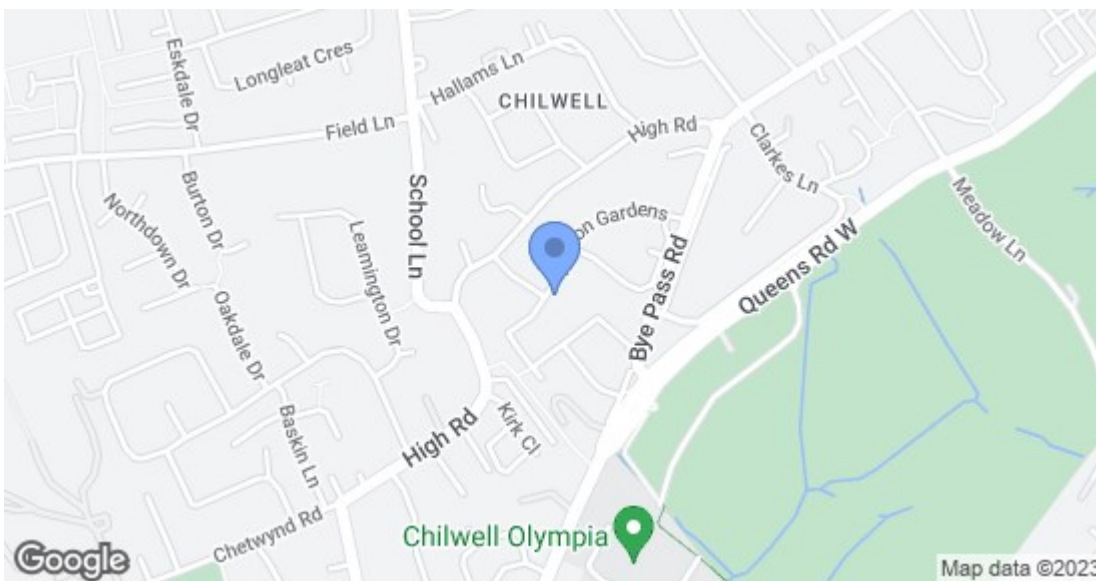 Eskdale Dr
Longleat Cres
Hallams Ln
CHILWELL
Field Ln
High Rd
Clarkes Ln
Burton Dr
Northdown Dr
School Ln
on Gardens
Meadow Ln
Leamington Dr
Queens Rd W
Bye Pass Rd
Oakdale Dr
Baskin Ln
High Rd
Kirk Cl
Chetwynd Rd
Chilwell Olympia
Google
Map data ©2023